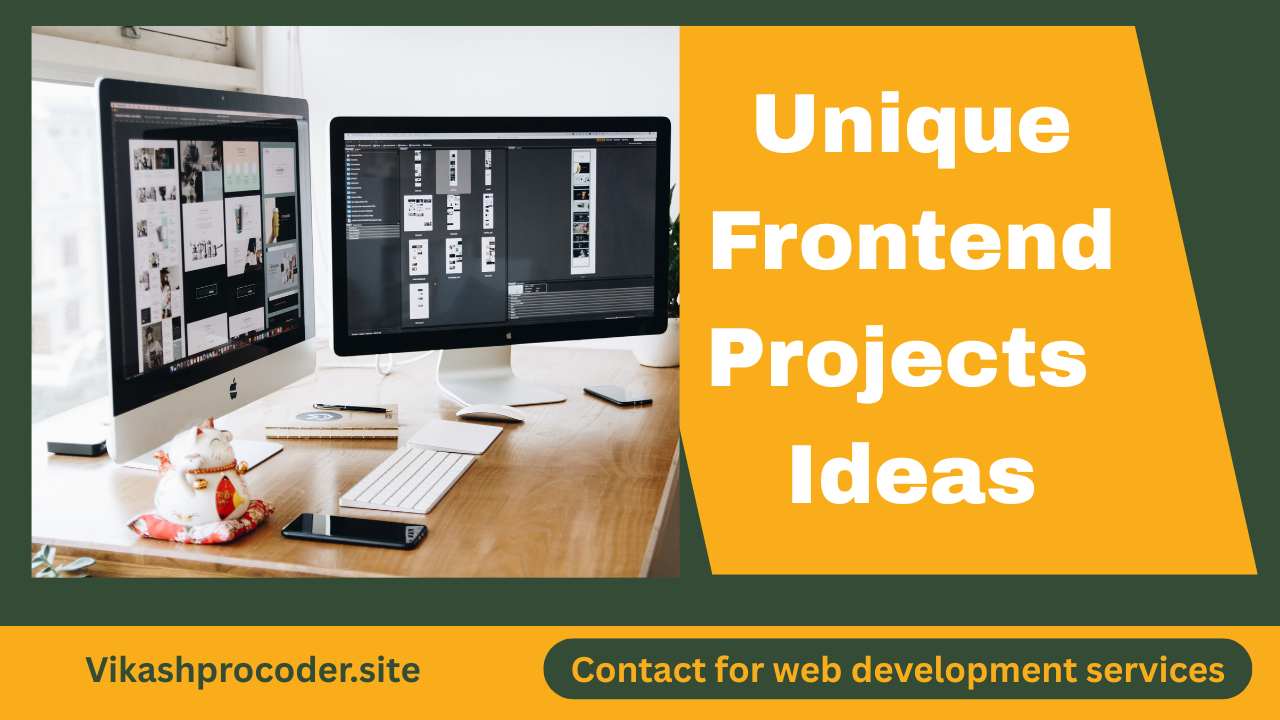 Unique
Frontend
Projects
Ideas
Vikashprocoder.site
Contact for web development services